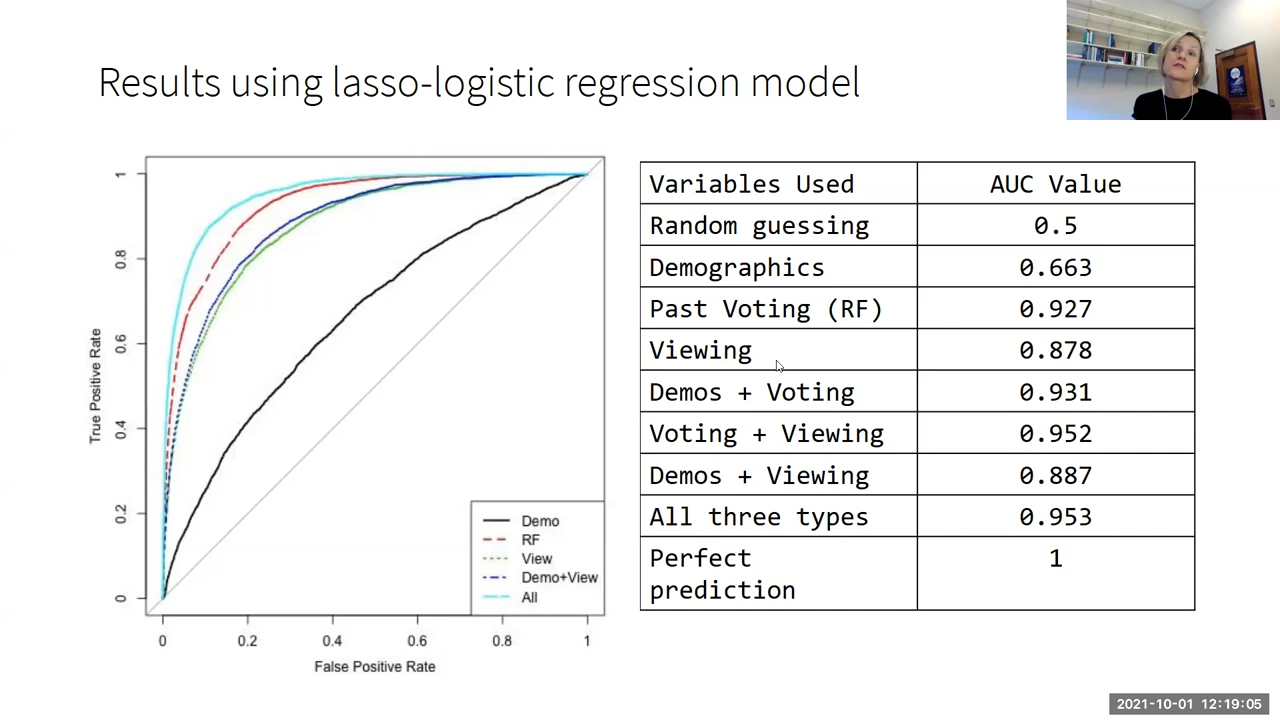 Results using lasso-logistic regression model
True Positive Rate
1
0.8
0.6
0.4
0.2
0
0 0.2 0.4 0.6 0.8 1
False Positive Rate
Demo
RF
View
Demo+View
All
Variables Used AUC Value
Random guessing 0.5
Demographics 0.663
Past Voting (RF) 0.927
Viewing 0.878
Demos + Voting 0.931
Voting + Viewing 0.952
Demos + Viewing 0.887
All three types 0.953
Perfect 1
prediction
2021-10-01 12:19:05